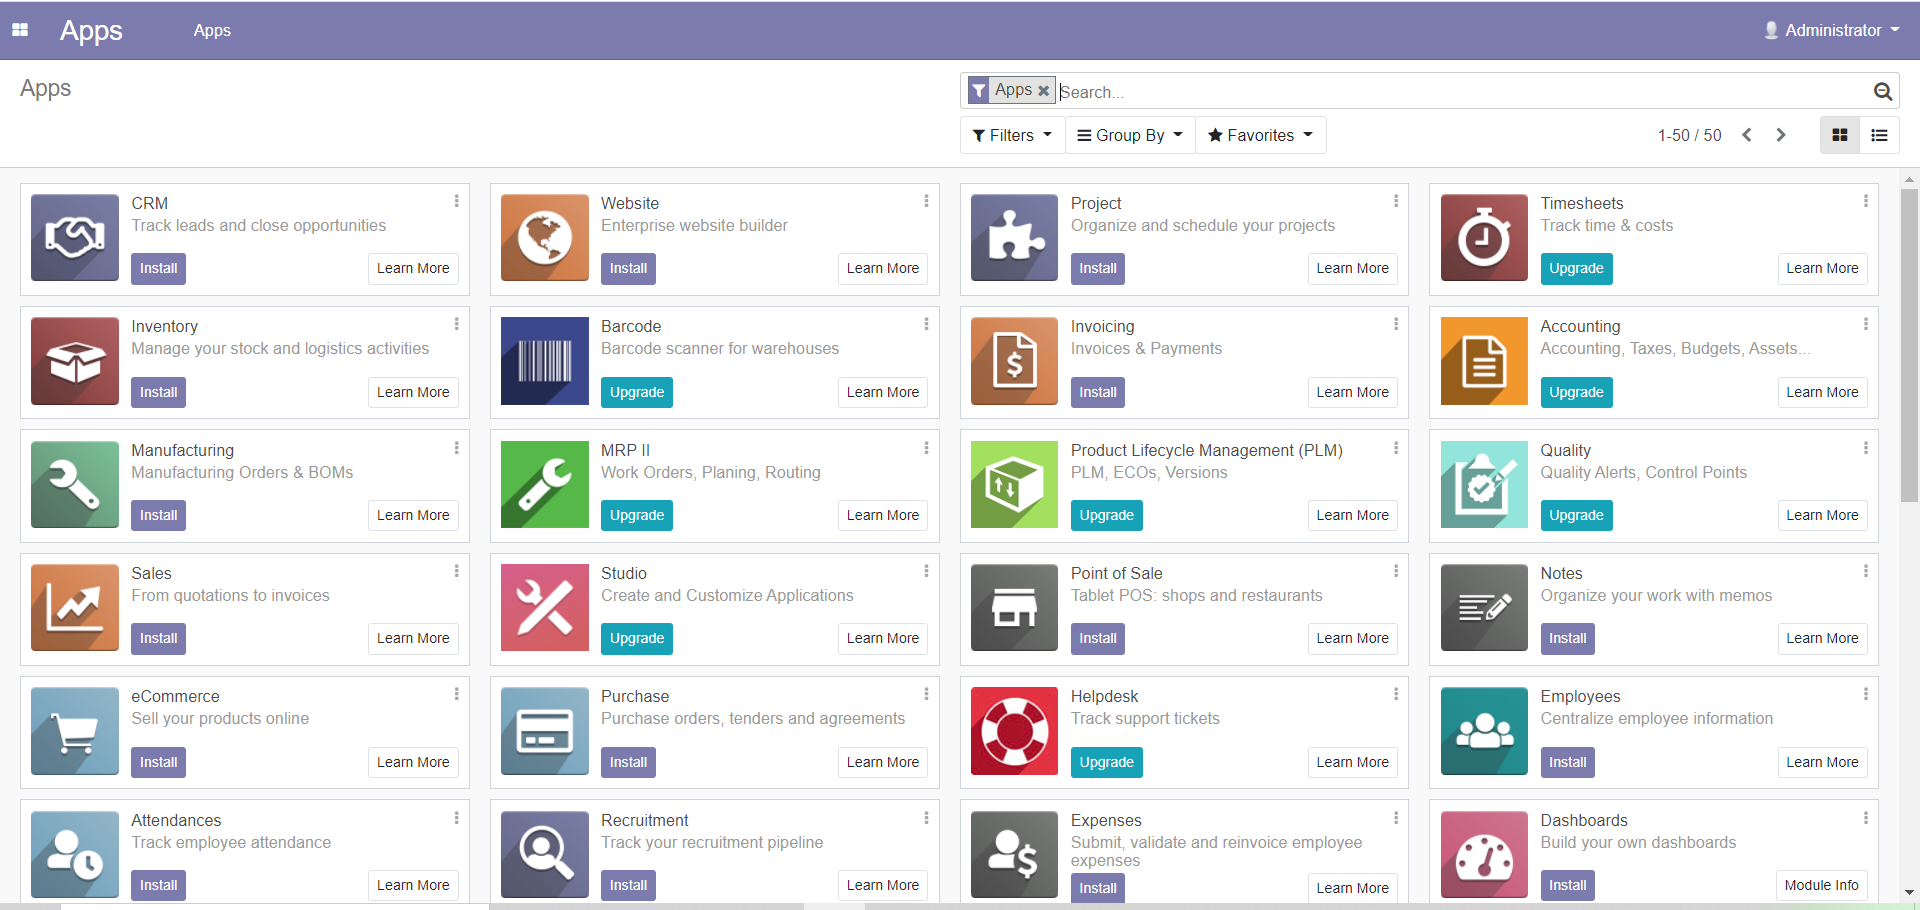 Apps
Apps
Administrator
Apps
Apps
Search...
Filters
Group By
Favorites
1-50 / 50
CRM
Track leads and close opportunities
Install
Learn More
Website
Enterprise website builder
Install
Learn More
Project
Organize and schedule your projects
Install
Learn More
Timesheets
Track time & costs
Upgrade
Learn More
Inventory
Manage your stock and logistics activities
Install
Learn More
Barcode
Barcode scanner for warehouses
Upgrade
Learn More
Invoicing
Invoices & Payments
Install
Learn More
Accounting
Accounting, Taxes, Budgets, Assets...
Upgrade
Learn More
Manufacturing
Manufacturing Orders & BOMs
Install
Learn More
MRP II
Work Orders, Planing, Routing
Upgrade
Learn More
Product Lifecycle Management (PLM)
PLM, ECOs, Versions
Upgrade
Learn More
Quality
Quality Alerts, Control Points
Upgrade
Learn More
Sales
From quotations to invoices
Install
Learn More
Studio
Create and Customize Applications
Upgrade
Learn More
Point of Sale
Tablet POS: shops and restaurants
Install
Learn More
Notes
Organize your work with memos
Install
Learn More
eCommerce
Sell your products online
Install
Learn More
Purchase
Purchase orders, tenders and agreements
Install
Learn More
Helpdesk
Track support tickets
Upgrade
Learn More
Employees
Centralize employee information
Install
Learn More
Attendances
Track employee attendance
Install
Learn More
Recruitment
Track your recruitment pipeline
Install
Learn More
Expenses
Submit, validate and reinvoice employee
expenses
Install
Learn More
Dashboards
Build your own dashboards
Install
Module Info